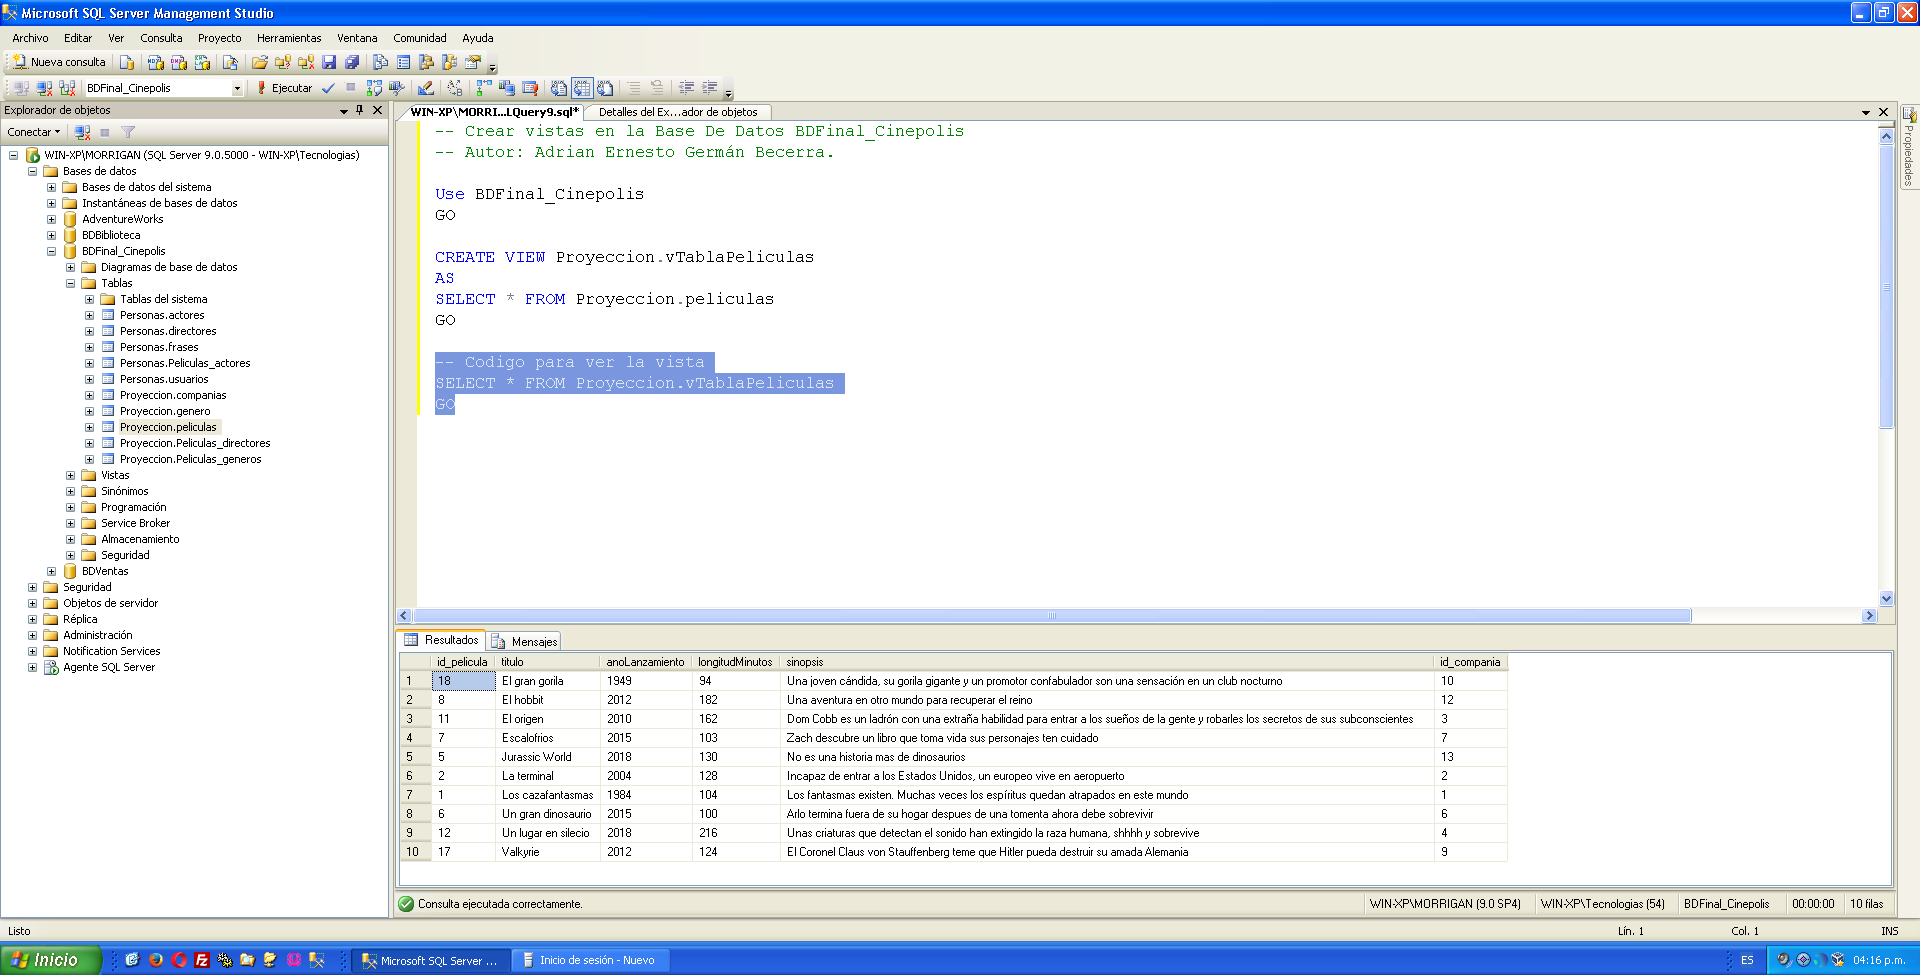 Microsoft SQL Server Management Studio
Archivo Editar Ver Consulta Proyecto Herramientas Ventana Comunidad Ayuda
Nueva consulta
BDFinal_Cinepolis Ejecutar
Explorador de objetos
Conectar
WIN-XP\MORRIGAN (SQL Server 9.0.5000 - WIN-XP\Tecnologias)
Bases de datos
Bases de datos del sistema
Instantáneas de bases de datos
AdventureWorks
BDBiblioteca
BDFinal_Cinepolis
Diagramas de base de datos
Tablas
Tablas del sistema
Personas.actores
Personas.directores
Personas.frases
Personas.Peliculas_actores
Personas.usuarios
Proyeccion.companias
Proyeccion.genero
Proyeccion.peliculas
Proyeccion.Peliculas_directores
Proyeccion.Peliculas_generos
Vistas
Sinónimos
Programación
Service Broker
Almacenamiento
Seguridad
BDVentas
Seguridad
Objetos de servidor
Réplica
Administración
Notification Services
Agente SQL Server
WIN-XP\MORRI...LQuery9.sql* Detalles del Ex...ador de objetos
-- Crear vistas en la Base De Datos BDFinal_Cinepolis
-- Autor: Adrian Ernesto Germán Becerra.
Use BDFinal_Cinepolis
GO
CREATE VIEW Proyeccion.vTablaPeliculas
AS
SELECT * FROM Proyeccion.peliculas
GO
-- Codigo para ver la vista
SELECT * FROM Proyeccion.vTablaPeliculas
GO
Propiedades
Resultados Mensajes
id_pelicula titulo anoLanzamiento longitudMinutos sinopsis id_compania
1 18 El gran gorila 1949 94 Una joven cándida, su gorila gigante y un promotor confabulador son una sensación en un club nocturno 10
2 8 El hobbit 2012 182 Una aventura en otro mundo para recuperar el reino 12
3 11 El origen 2010 162 Dom Cobb es un ladrón con una extraña habilidad para entrar a los sueños de la gente y robarles los secretos de sus subconscientes 3
4 7 Escalofrios 2015 103 Zach descubre un libro que toma vida sus personajes ten cuidado 7
5 5 Jurassic World 2018 130 No es una historia mas de dinosaurios 13
6 2 La terminal 2004 128 Incapaz de entrar a los Estados Unidos, un europeo vive en aeropuerto 2
7 1 Los cazafantasmas 1984 104 Los fantasmas existen. Muchas veces los espíritus quedan atrapados en este mundo 1
8 6 Un gran dinosaurio 2015 100 Arlo termina fuera de su hogar despues de una tomenta ahora debe sobrevivir 6
9 12 Un lugar en silecio 2018 216 Unas criaturas que detectan el sonido han extingido la raza humana, shhhh y sobrevive 4
10 17 Valkyrie 2012 124 El Coronel Claus von Stauffenberg teme que Hitler pueda destruir su amada Alemania 9
Consulta ejecutada correctamente. WIN-XP\MORRIGAN (9.0 SP4) WIN-XP\Tecnologias (54) BDFinal_Cinepolis 00:00:00 10 filas
Listo Lín. 1 Col. 1 INS
Inicio Microsoft SQL Server ... Inicio de sesión - Nuevo ES 04:16 p.m.